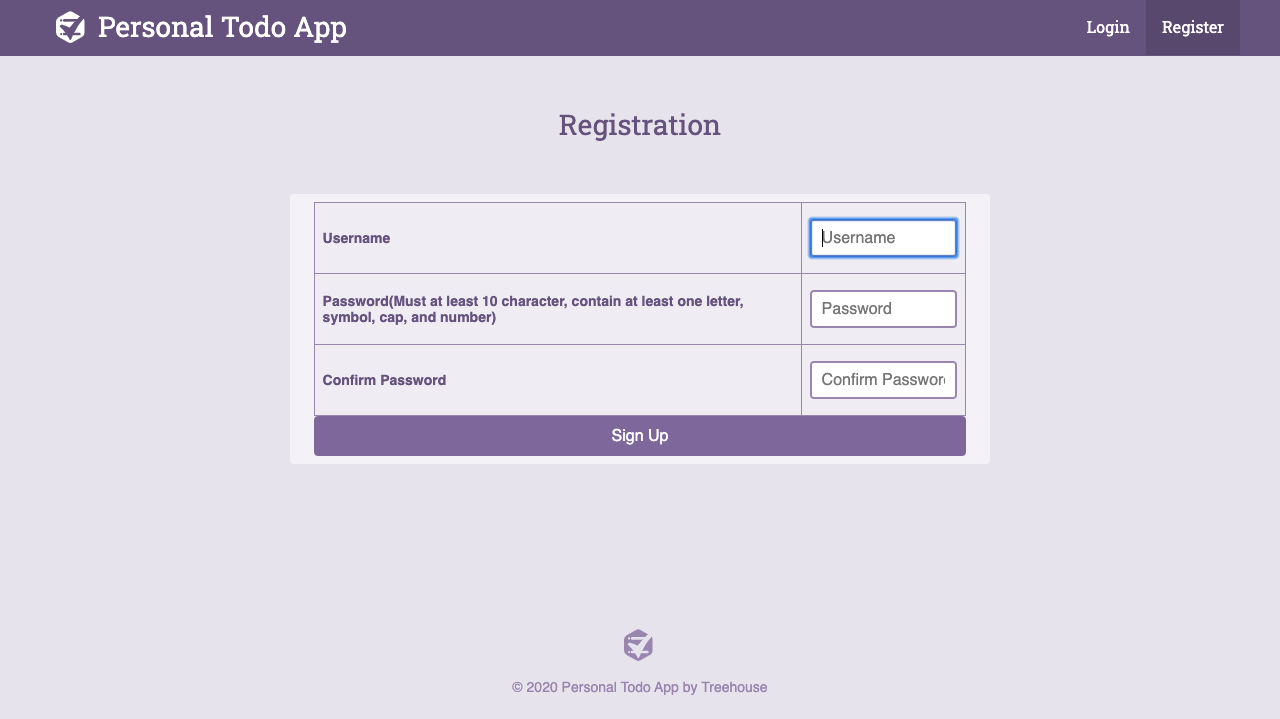 Personal Todo App
Login
Register
Registration
Username
Username
Password(Must at least 10 character, contain at least one letter,
symbol, cap, and number)
Password
Confirm Password
Confirm Passwor
Sign Up
© 2020 Personal Todo App by Treehouse